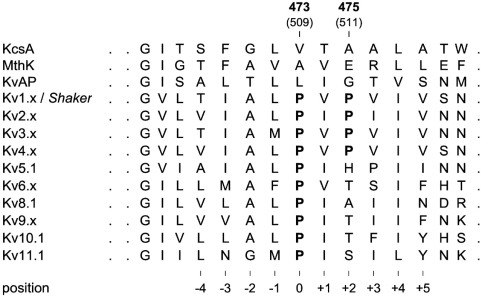 473 475
(509) (511)
KcsA . . G I T S F G L V T A A L A T W . .
MthK . . G I G T F A V A V E R L L E F . .
KvAP . . G I S A L T L L I G T V S N M . .
Kv1.x / Shaker . . G V L T I A L P V P V I V S N . .
Kv2.x . . G I L V I A L P I P I I V N N . .
Kv3.x . . G V L T I A M P V P V I V N N . .
Kv4.x . . G V L V I A L P V P V I V S N . .
Kv5.1 . . G V I A I A L P I H P I I N N . .
Kv6.x . . G I L L M A F P V T S I F H T . .
Kv8.1 . . G I L V L A L P I A I I N D R . .
Kv9.x . . G I L V V A L P I T I I F N K . .
Kv10.1 . . G I V L L A L P I T F I Y H S . .
Kv11.1 . . G I I L N G M P I S I L Y N K . .
position -4 -3 -2 -1 0 +1 +2 +3 +4 +5